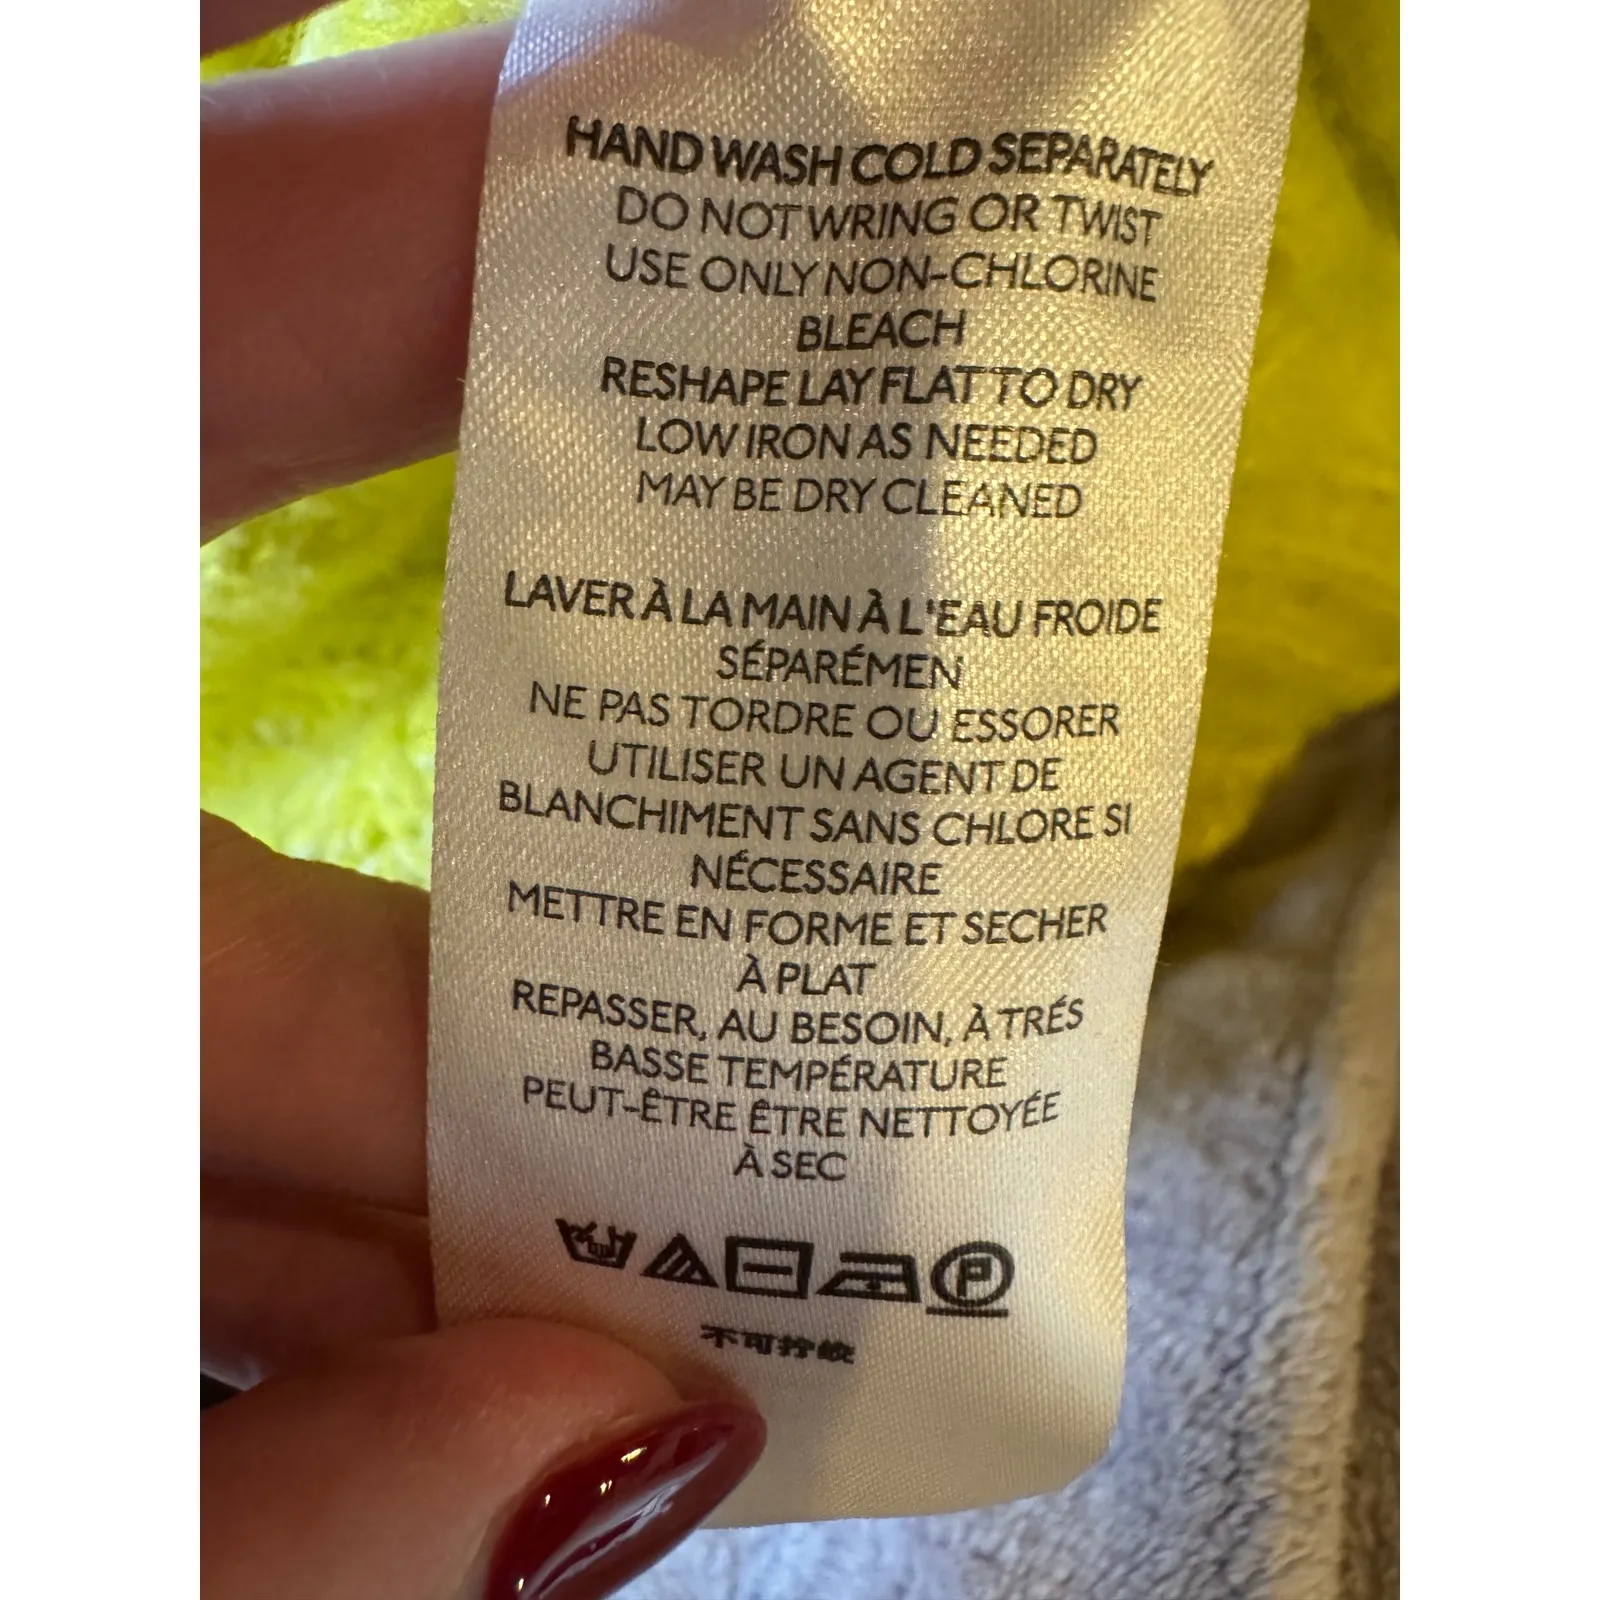 HAND WASH COLD SEPARATELY
DO NOT WRING OR TWIST
USE ONLY NON-CHLORINE
BLEACH
RESHAPE LAY FLAT TO DRY
LOW IRON AS NEEDED
MAY BE DRY CLEANED
LAVER À LA MAIN À L'EAU FROIDE
SÉPARÉMEN
NE PAS TORDRE OU ESSORER
UTILISER UN AGENT DE
BLANCHIMENT SANS CHLORE SI
NÉCESSAIRE
METTRE EN FORME ET SECHER
À PLAT
REPASSER, AU BESOIN, À TRÉS
BASSE TEMPÉRATURE
PEUT-ÊTRE ÊTRE NETTOYÉE
À SEC
P
不可拧绞